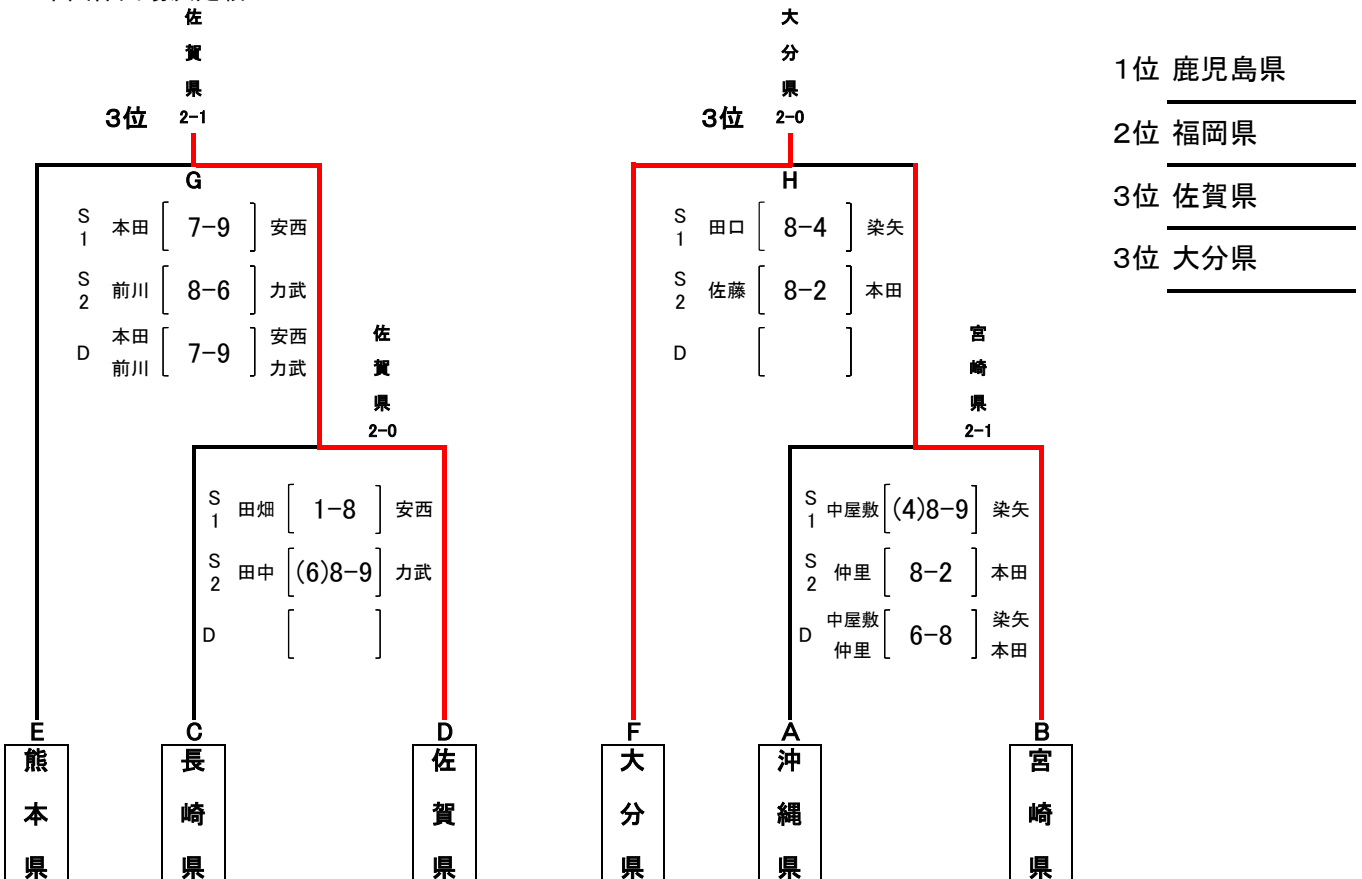 佐賀県
2-1
3位
G
S1 本田 7-9 安西
S2 前川 8-6 力武
D 本田 前川 7-9 安西 力武
佐賀県
2-0
S1 田畑 1-8 安西
S2 田中 (6)8-9 力武
D
E
熊本県
C
長崎県
D
佐賀県
大分県
2-0
3位
H
S1 田口 8-4 染矢
S2 佐藤 8-2 本田
D
宮崎県
2-1
S1 中屋敷 (4)8-9 染矢
S2 仲里 8-2 本田
D 中屋敷 仲里 6-8 染矢 本田
F
大分県
A
沖縄県
B
宮崎県
1位 鹿児島県
2位 福岡県
3位 佐賀県
3位 大分県